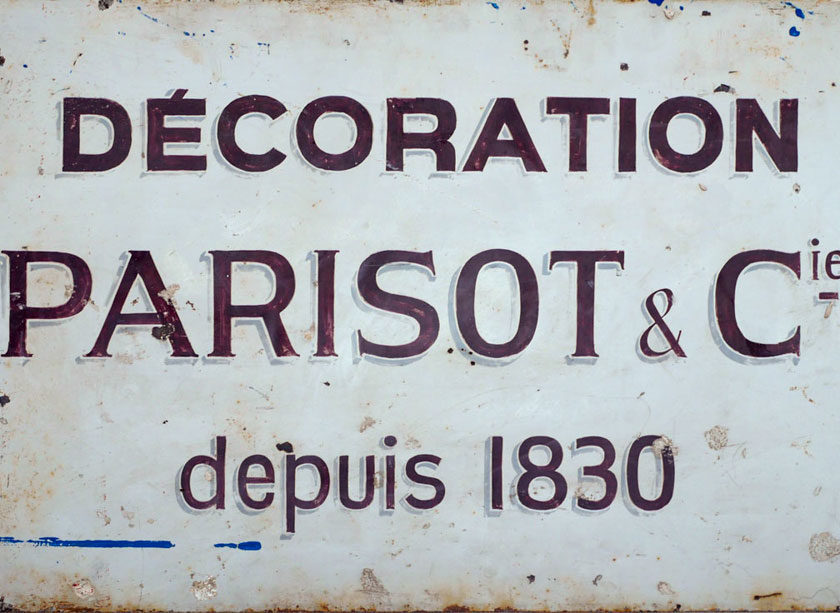 DÉCORATION
PARISOT & Cie
depuis 1830